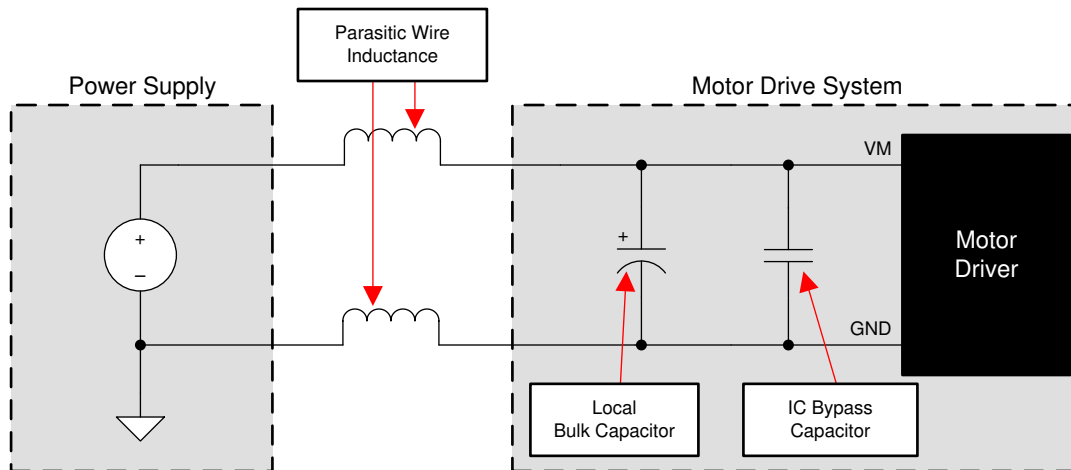 Parasitic Wire
Inductance
Power Supply
Motor Drive System
VM
+
–
+
Motor
Driver
GND
Local
Bulk Capacitor
IC Bypass
Capacitor